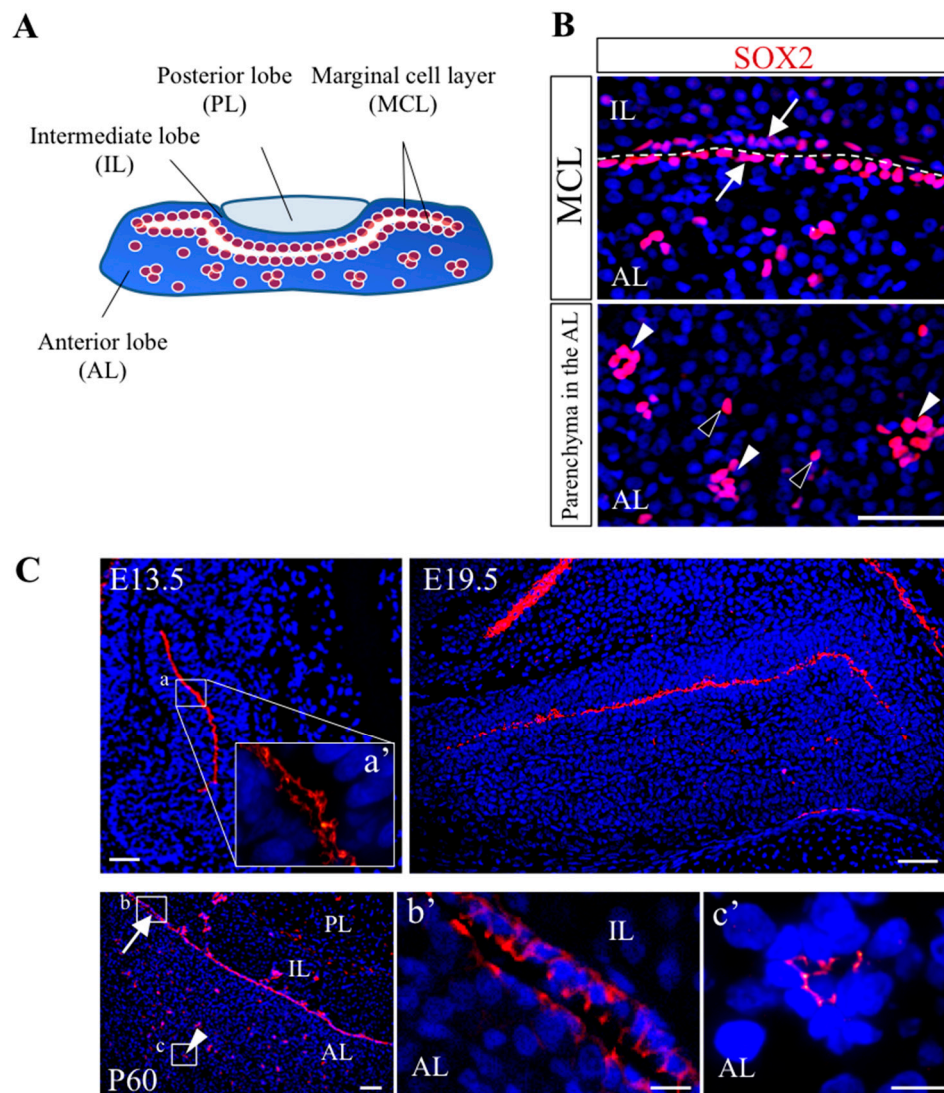 A
Posterior lobe
(PL)
Marginal cell layer
(MCL)
Intermediate lobe
(IL)
Anterior lobe
(AL)
B
SOX2
MCL
IL
AL
Parenchyma in the AL
AL
C
E13.5
a
a’
E19.5
b
PL
IL
c
AL
P60
b’
IL
AL
c’
AL